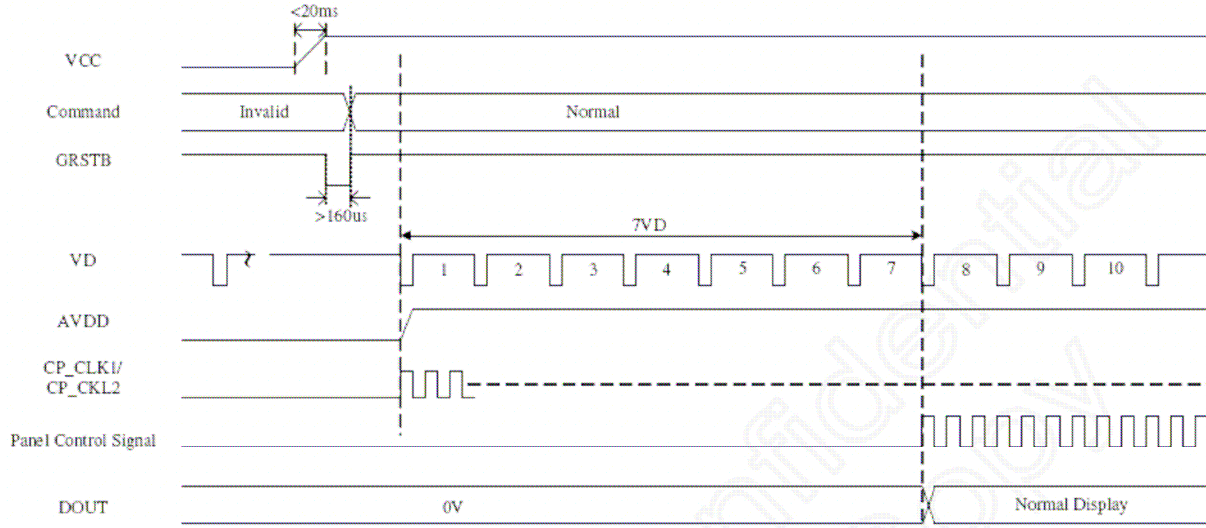 <20ms
VCC
Command Invalid Normal
GRSTB
>160us
7VD
VD 1 2 3 4 5 6 7 8 9 10
AVDD
CP_CLK1/
CP_CKL2
Panel Control Signal
DOUT 0V Normal Display